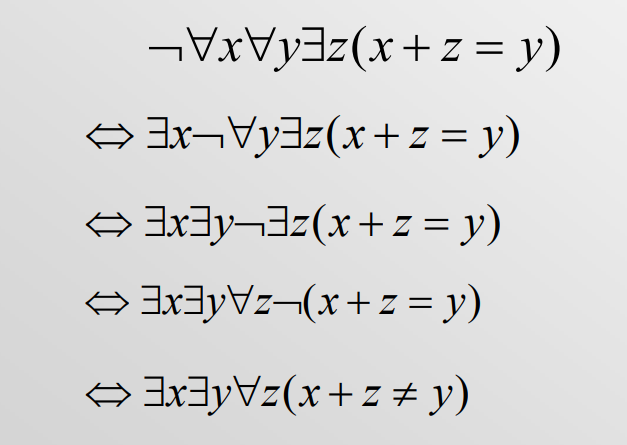 ¬∀x∀y∃z(x + z = y)
⇔ ∃x¬∀y∃z(x + z = y)
⇔ ∃x∃y¬∃z(x + z = y)
⇔ ∃x∃y∀z¬(x + z = y)
⇔ ∃x∃y∀z(x + z ≠ y)